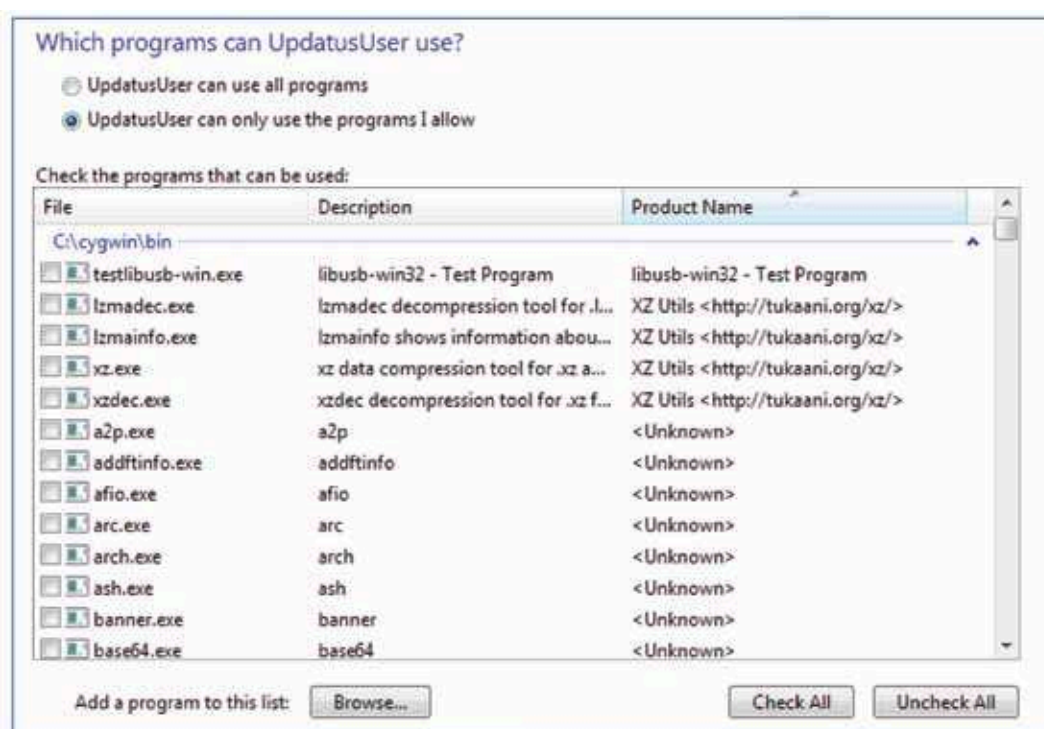 Which programs can UpdatusUser use?
UpdatusUser can use all programs
UpdatusUser can only use the programs I allow
Check the programs that can be used:
File Description Product Name
C:\cygwin\bin
testlibusb-win.exe libusb-win32 - Test Program libusb-win32 - Test Program
lzmadec.exe lzmadec decompression tool for .l... XZ Utils <http://tukaani.org/xz/>
lzmainfo.exe lzmainfo shows information abou... XZ Utils <http://tukaani.org/xz/>
xz.exe xz data compression tool for .xz a... XZ Utils <http://tukaani.org/xz/>
xzdec.exe xzdec decompression tool for .xz f... XZ Utils <http://tukaani.org/xz/>
a2p.exe a2p <Unknown>
addftinfo.exe addftinfo <Unknown>
afio.exe afio <Unknown>
arc.exe arc <Unknown>
arch.exe arch <Unknown>
ash.exe ash <Unknown>
banner.exe banner <Unknown>
base64.exe base64 <Unknown>
Add a program to this list: Browse... Check All Uncheck All